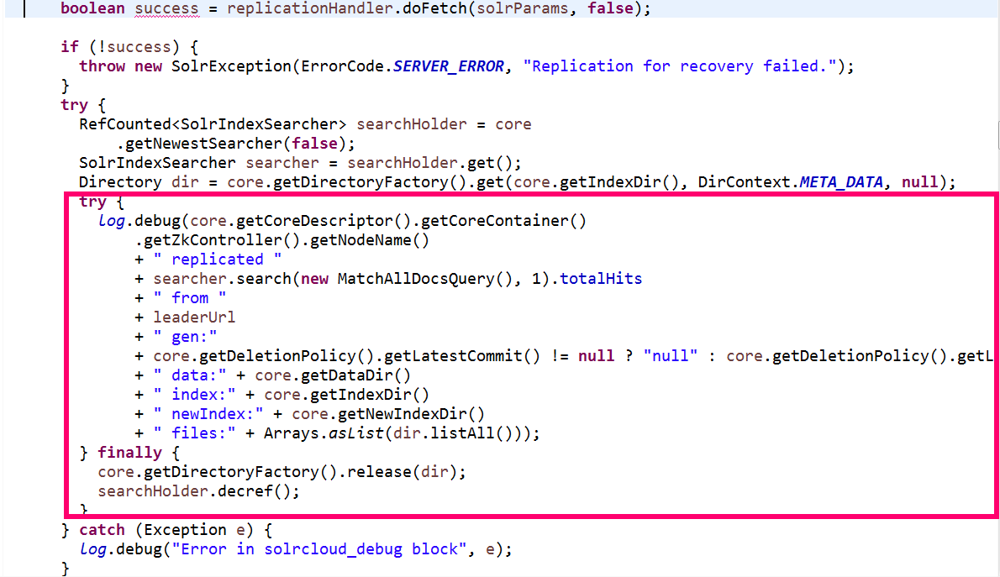 boolean success = replicationHandler.doFetch(solrParams, false);
if (!success) {
throw new SolrException(ErrorCode.SERVER_ERROR, "Replication for recovery failed.");
}
try {
RefCounted<SolrIndexSearcher> searchHolder = core
.getNewestSearcher(false);
SolrIndexSearcher searcher = searchHolder.get();
Directory dir = core.getDirectoryFactory().get(core.getIndexDir(), DirContext.META_DATA, null);
try {
log.debug(core.getCoreDescriptor().getCoreContainer()
.getZkController().getNodeName()
+ " replicated "
+ searcher.search(new MatchAllDocsQuery(), 1).totalHits
+ " from "
+ leaderUrl
+ " gen:"
+ core.getDeletionPolicy().getLatestCommit() != null ? "null" : core.getDeletionPolicy().getL
+ " data:" + core.getDataDir()
+ " index:" + core.getIndexDir()
+ " newIndex:" + core.getNewIndexDir()
+ " files:" + Arrays.asList(dir.listAll()));
} finally {
core.getDirectoryFactory().release(dir);
searchHolder.decref();
}
} catch (Exception e) {
log.debug("Error in solrcloud_debug block", e);
}